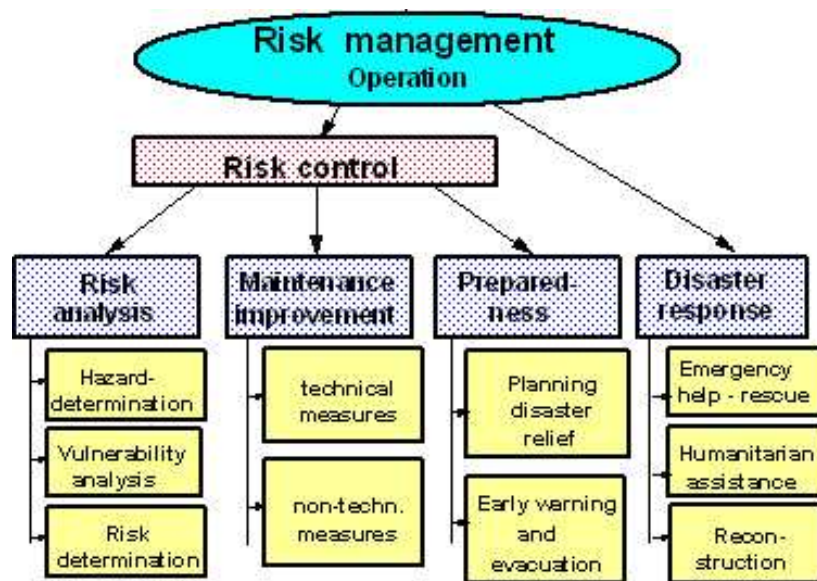 Risk management
Operation
Risk control
Risk
analysis
Hazard-
determination
Vulnerability
analysis
Risk
determination
Maintenance
improvement
technical
measures
non-techn.
measures
Prepared-
ness
Planning
disaster
relief
Early warning
and
evacuation
Disaster
response
Emergency
help - rescue
Humanitarian
assistance
Recon-
struction